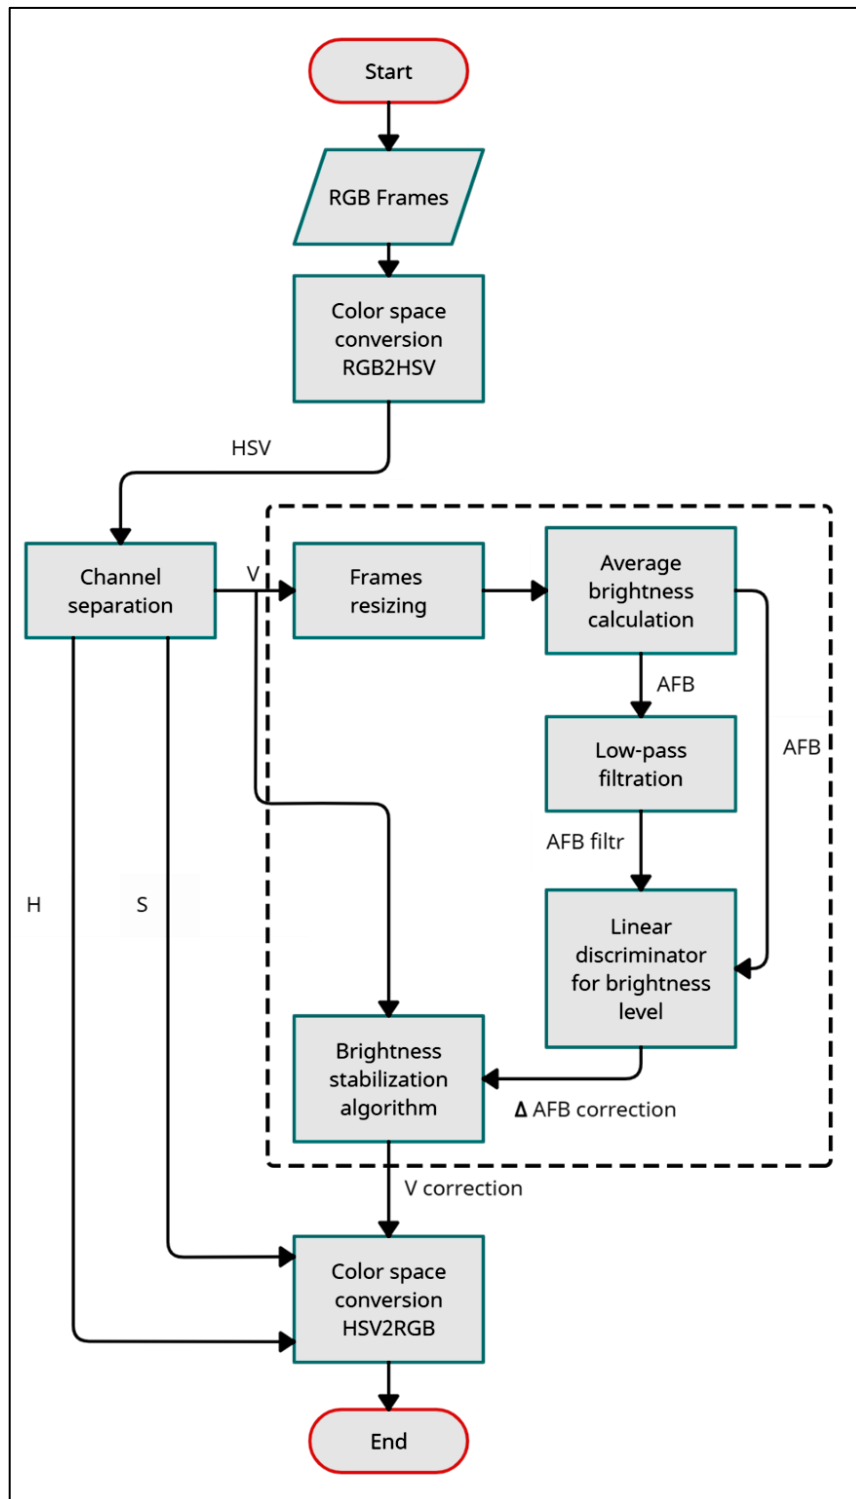 Start
RGB Frames
Color space
conversion
RGB2HSV
HSV
Channel
separation
V
Frames
resizing
Average
brightness
calculation
AFB
Low-pass
filtration
AFB
AFB filtr
H
S
Linear
discriminator
for brightness
level
Brightness
stabilization
algorithm
Δ AFB correction
V correction
Color space
conversion
HSV2RGB
End